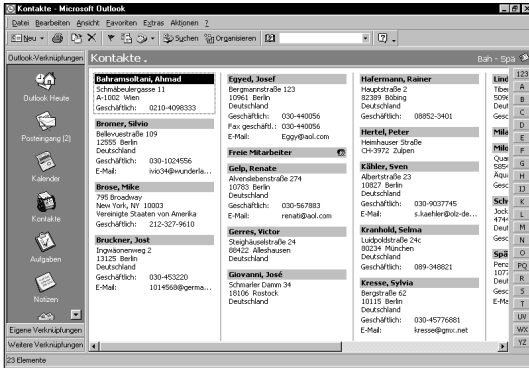 Kontakte - Microsoft Outlook
Datei Bearbeiten Ansicht Favoriten Extras Aktionen ?
Neu Suchen Organisieren
Outlook-Verknüpfungen
Kontakte
Bah - Spä
Outlook Heute
Posteingang (2)
Kalender
Kontakte
Aufgaben
Notizen
Eigene Verknüpfungen
Weitere Verknüpfungen
Bahramsoltani, Ahmad
Schmäbeulergasse 11
A-1002 Wien
Geschäftlich: 0210-4098333
Bromer, Silvio
Bellevuestraße 109
12555 Berlin
Deutschland
Geschäftlich: 030-1024556
E-Mail: ivio34@wunderla...
Brose, Mike
795 Broadway
New York, NY 10003
Vereinigte Staaten von Amerika
Geschäftlich: 212-327-9610
Bruckner, Jost
Ingwäonenweg 2
13125 Berlin
Deutschland
Geschäftlich: 030-453220
E-Mail: 1014568@germa...
Egyed, Josef
Bergmannstraße 123
10961 Berlin
Deutschland
Geschäftlich: 030-440056
Fax geschäftl.: 030-440056
E-Mail: Eggy@aol.com
Freie Mitarbeiter
Gelp, Renate
Alvenslebenstraße 274
10783 Berlin
Deutschland
Geschäftlich: 030-567883
E-Mail: renati@aol.com
Gerres, Victor
Steighäuselstraße 24
88422 Alleshausen
Deutschland
Giovanni, José
Schmarler Damm 34
18106 Rostock
Deutschland
Hafermann, Rainer
Hauptstraße 2
82389 Böbing
Deutschland
Geschäftlich: 08852-3401
Hertel, Peter
Heimhauser Straße
CH-3972 Zulpen
Kähler, Sven
Albertstraße 23
10827 Berlin
Deutschland
Geschäftlich: 030-9037745
E-Mail: s.kaehler@olz-de...
Kranhold, Selma
Luidpoldstraße 24c
80234 München
Deutschland
Geschäftlich: 089-348821
Kresse, Sylvia
Bergstraße 62
10115 Berlin
Deutschland
Geschäftlich: 030-45776881
E-Mail: kresse@gmx.net
123
A
B
C
D
E
F
G
H
IJ
K
L
M
N
O
PQ
R
S
T
UV
WX
YZ
23 Elemente